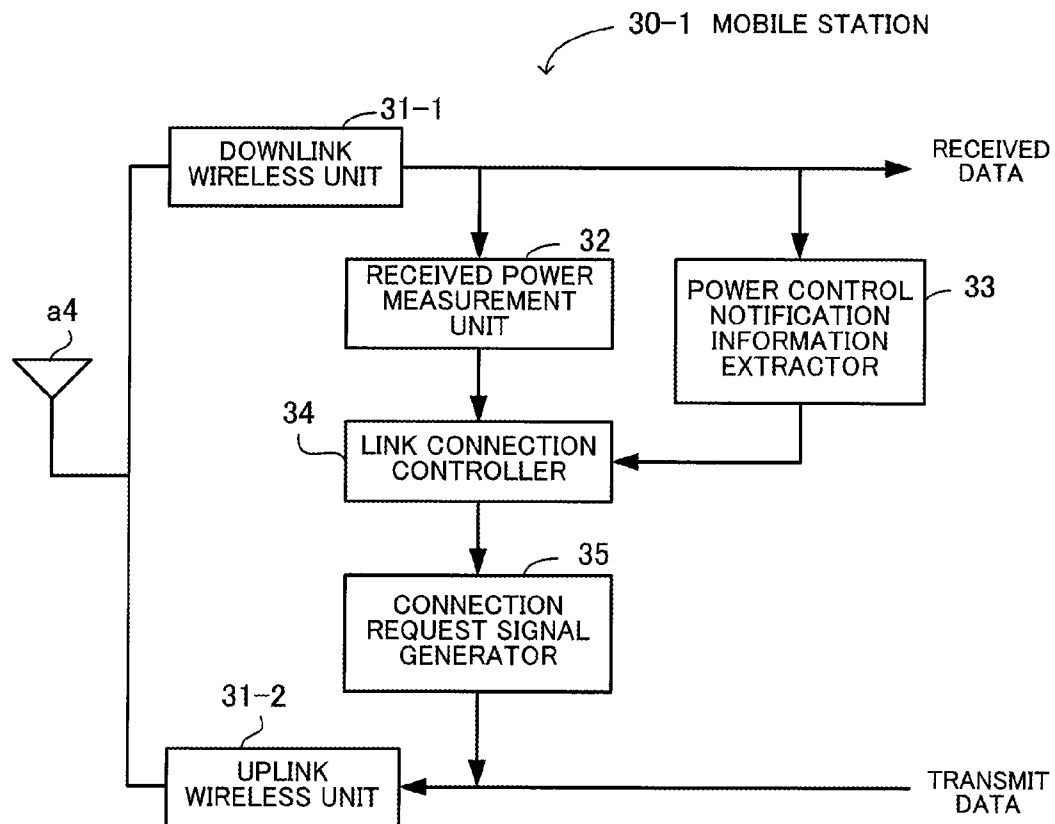 30-1 MOBILE STATION
31-1
DOWNLINK
WIRELESS UNIT
RECEIVED
DATA
32
RECEIVED POWER
MEASUREMENT
UNIT
POWER CONTROL
NOTIFICATION
INFORMATION
EXTRACTOR
33
a4
34
LINK CONNECTION
CONTROLLER
35
CONNECTION
REQUEST SIGNAL
GENERATOR
31-2
UPLINK
WIRELESS UNIT
TRANSMIT
DATA